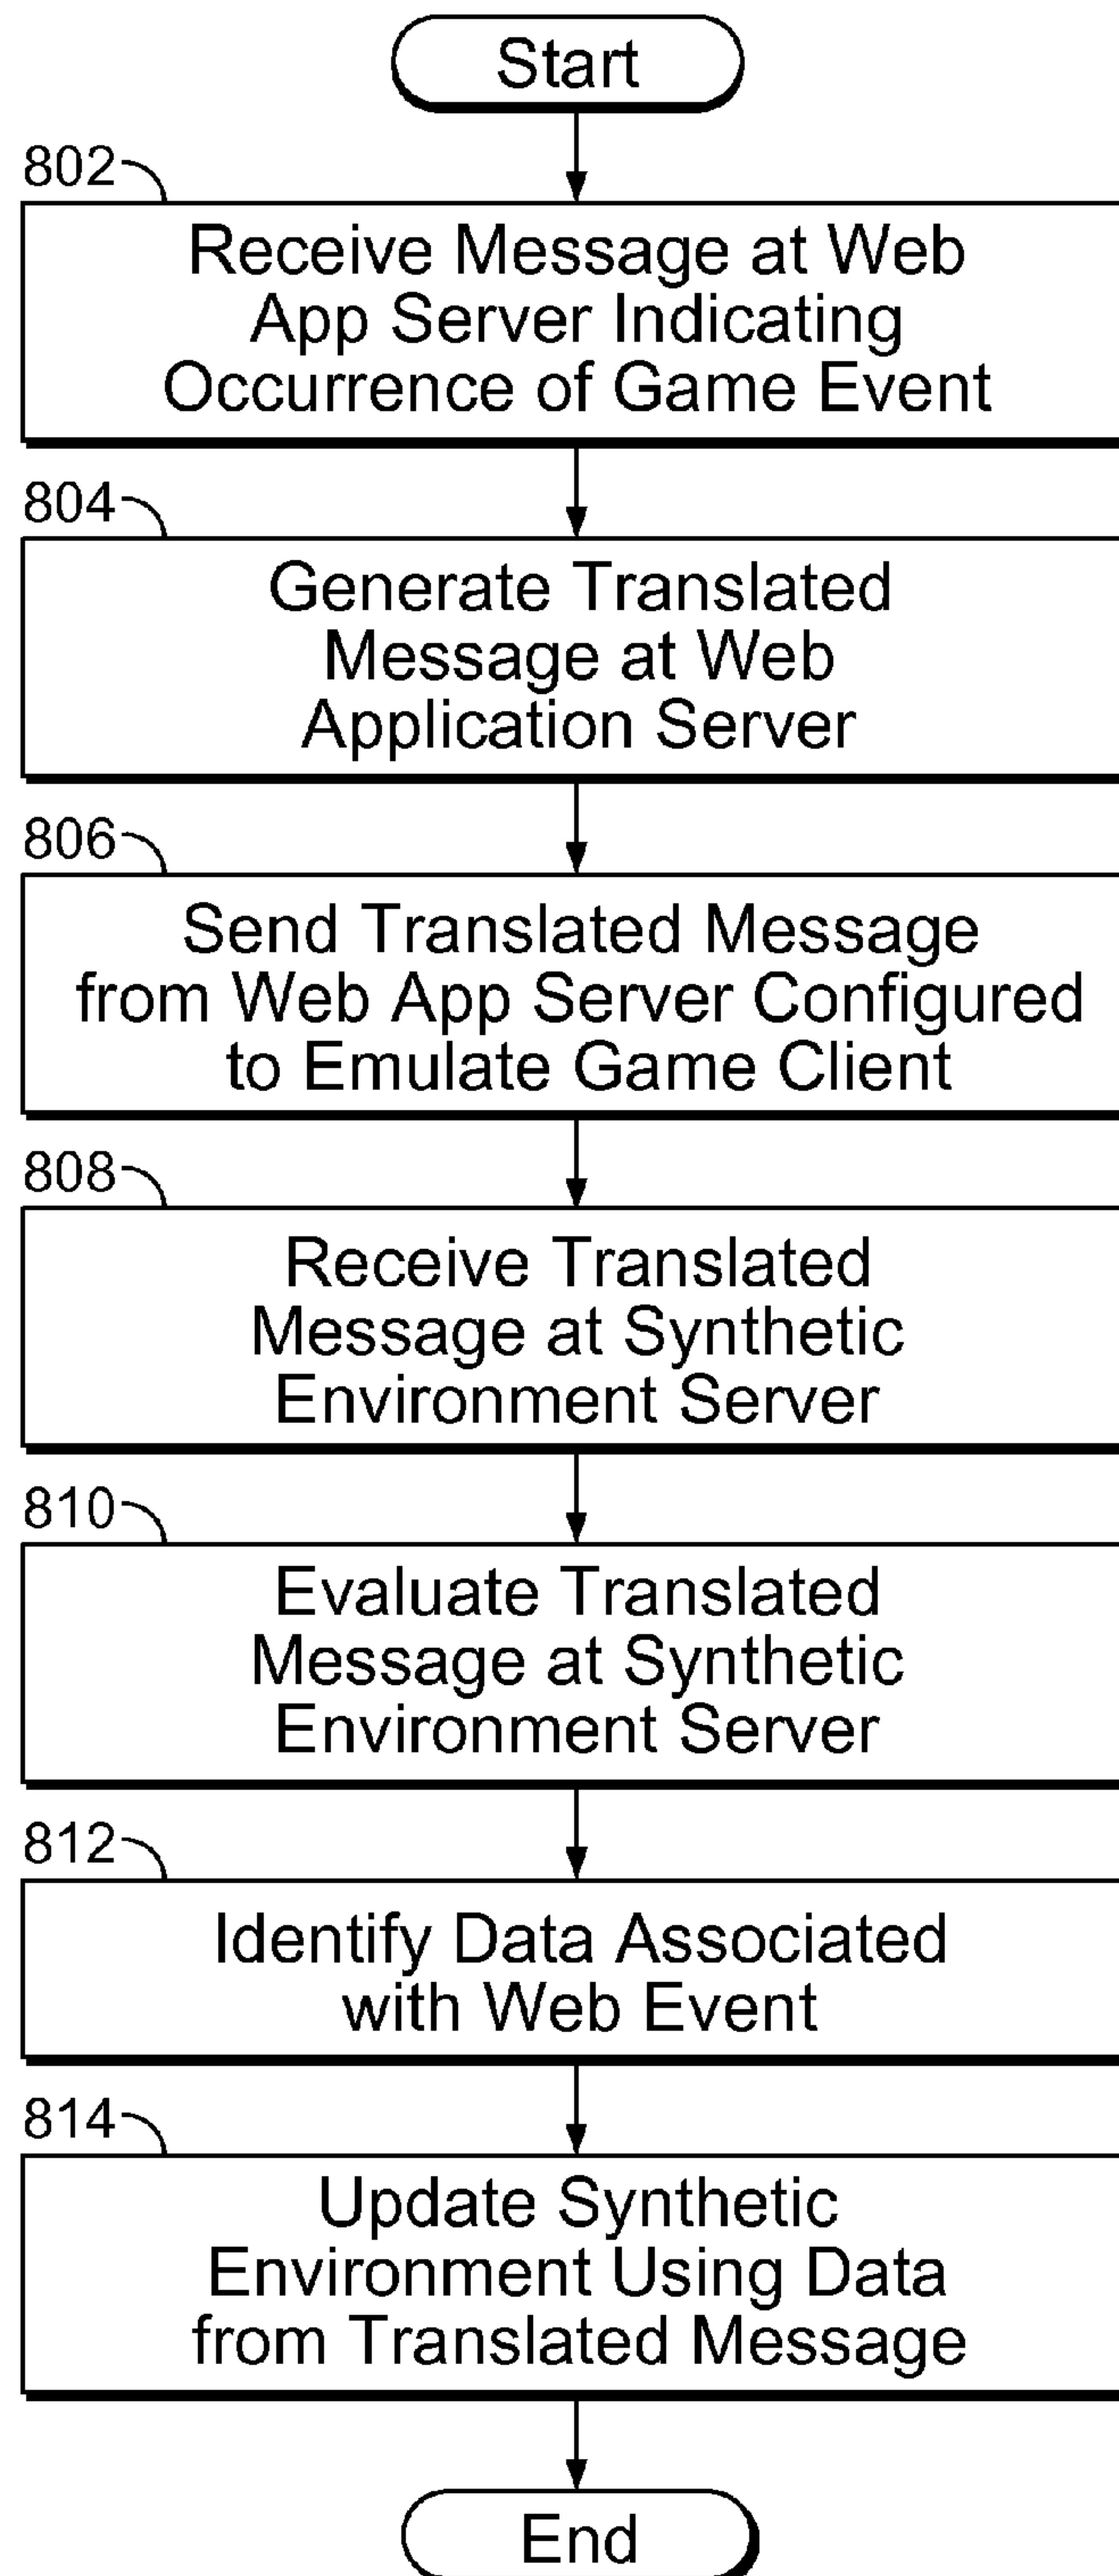 Start
802
Receive Message at Web
App Server Indicating
Occurrence of Game Event
804
Generate Translated
Message at Web
Application Server
806
Send Translated Message
from Web App Server Configured
to Emulate Game Client
808
Receive Translated
Message at Synthetic
Environment Server
810
Evaluate Translated
Message at Synthetic
Environment Server
812
Identify Data Associated
with Web Event
814
Update Synthetic
Environment Using Data
from Translated Message
End